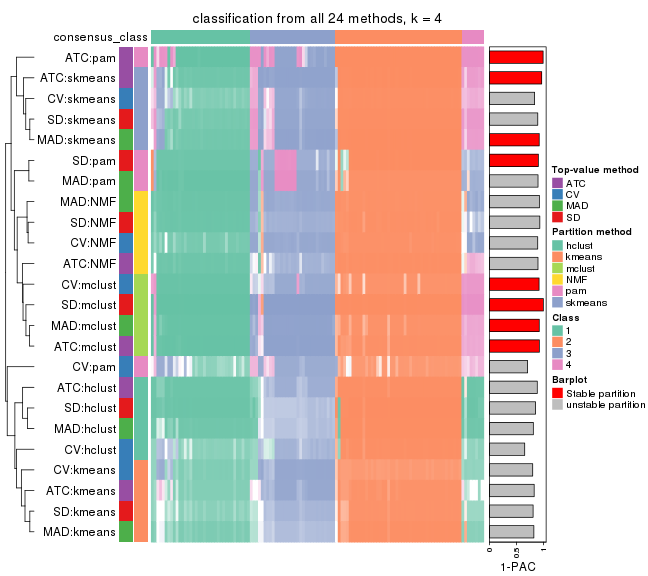 classification from all 24 methods, k = 4
consensus_class
ATC:pam
ATC:skmeans
CV:skmeans
SD:skmeans
MAD:skmeans
SD:pam
MAD:pam
MAD:NMF
SD:NMF
CV:NMF
ATC:NMF
CV:mclust
SD:mclust
MAD:mclust
ATC:mclust
CV:pam
ATC:hclust
SD:hclust
MAD:hclust
CV:hclust
CV:kmeans
ATC:kmeans
SD:kmeans
MAD:kmeans
0
0.5
1
1-PAC
Top-value method
ATC
CV
MAD
SD
Partition method
hclust
kmeans
mclust
NMF
pam
skmeans
Class
1
2
3
4
Barplot
Stable partition
unstable partition